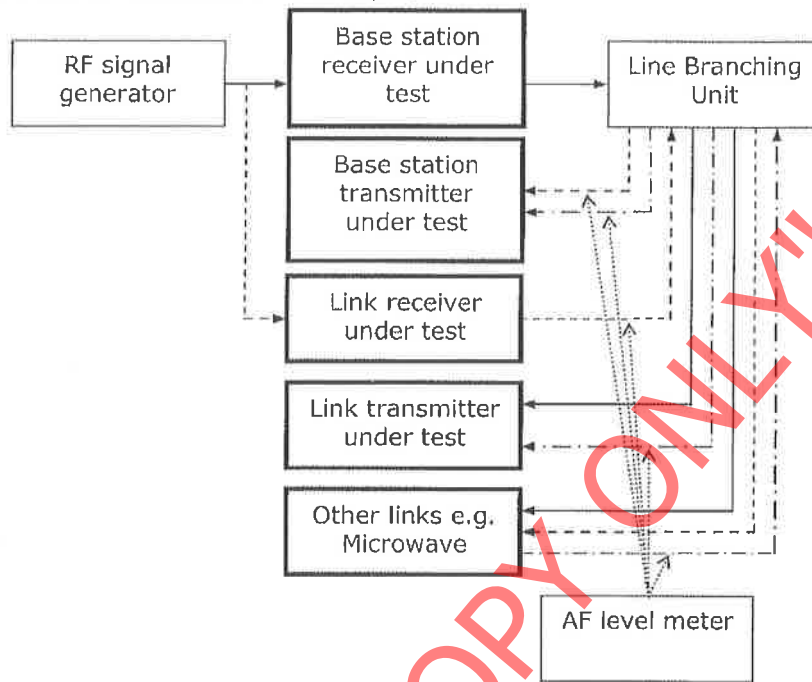 RF signal
generator
Base station
receiver under
test
Line Branching
Unit
Base station
transmitter
under test
Link receiver
under test
Link transmitter
under test
Other links e.g.
Microwave
AF level meter
OPY ONLY"